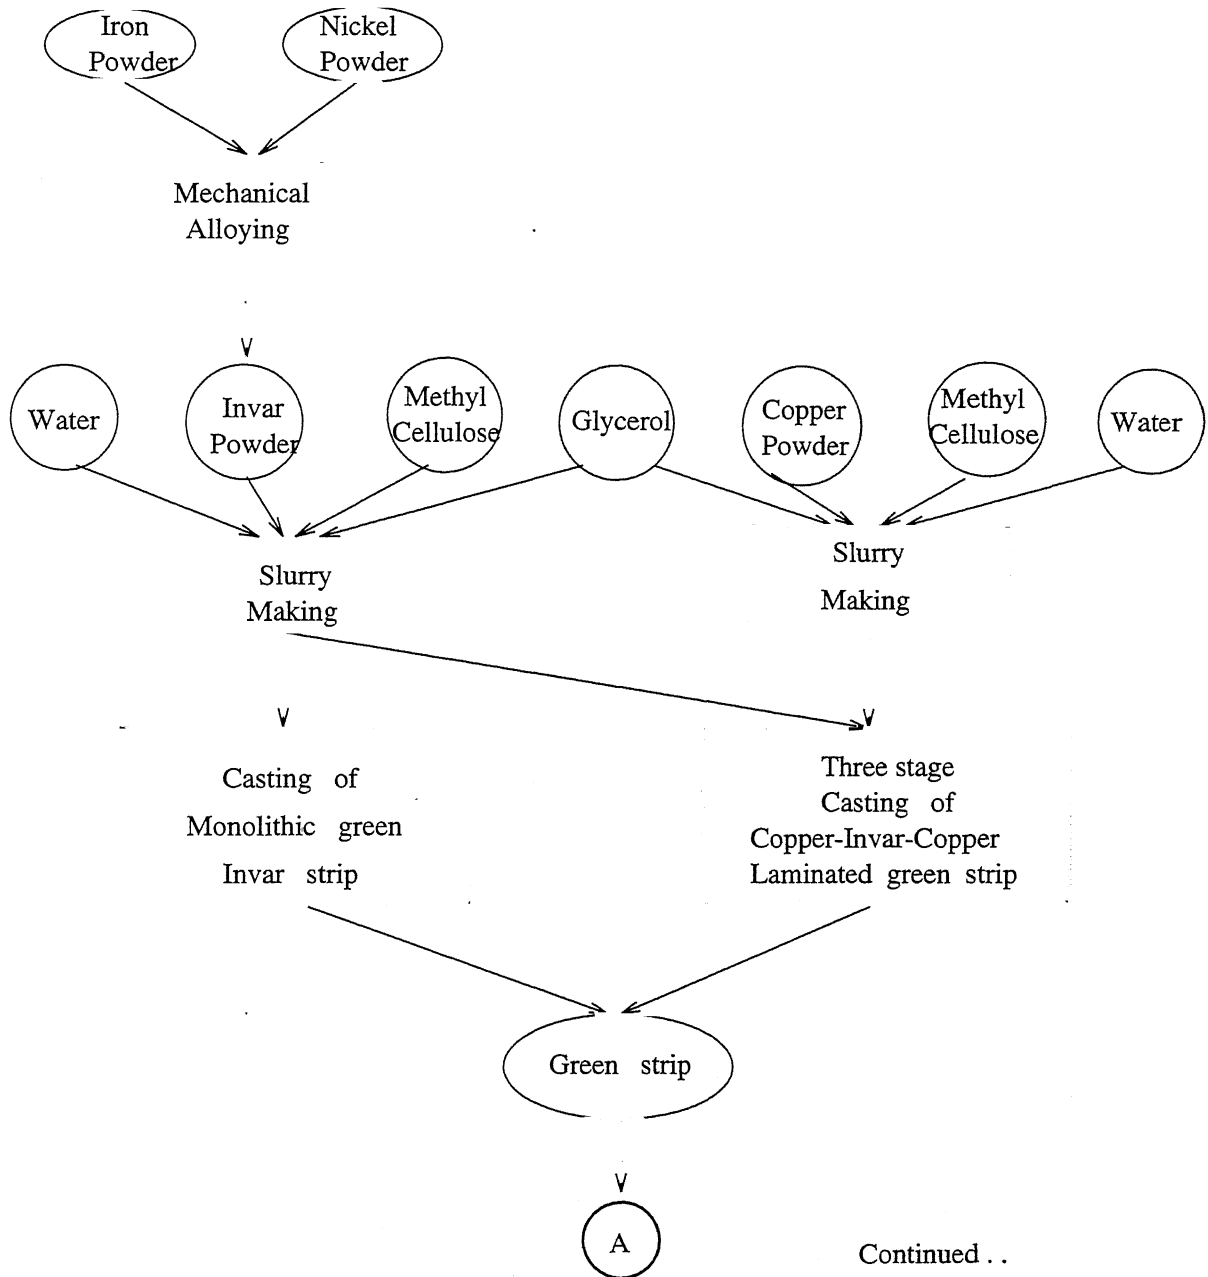 Iron
Powder
Nickel
Powder
Mechanical
Alloying
Water
Invar
Powder
Methyl
Cellulose
Glycerol
Copper
Powder
Methyl
Cellulose
Water
Slurry
Making
Slurry
Making
Casting of
Monolithic green
Invar strip
Three stage
Casting of
Copper-Invar-Copper
Laminated green strip
Green strip
A
Continued . .